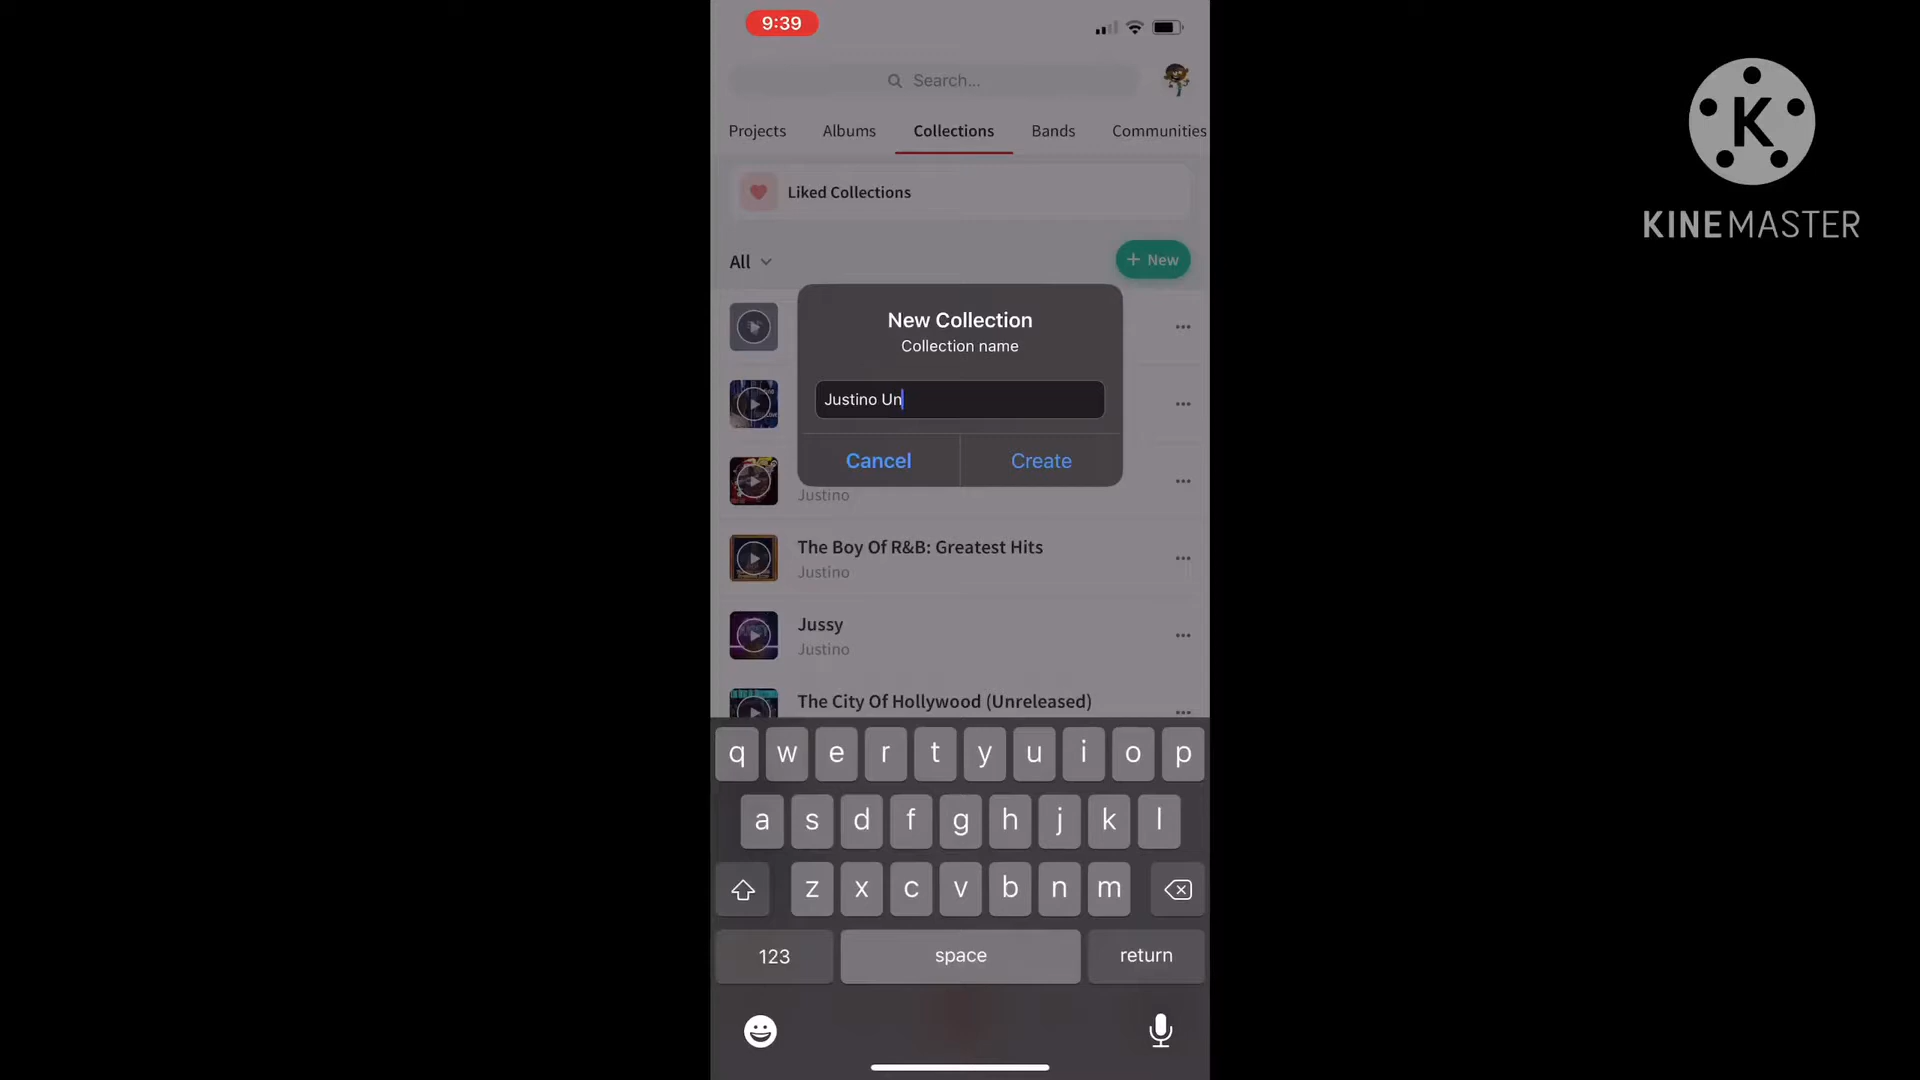 9:39
Search...
KINEMASTER
Projects Albums Collections Bands Communities
Liked Collections
All
+ New
New Collection
Collection name
Justino Un
Cancel Create
Justino
The Boy Of R&B: Greatest Hits
Justino
Jussy
Justino
The City Of Hollywood (Unreleased)
q w e r t y u i o p
a s d f g h j k l
z x c v b n m
123 space return